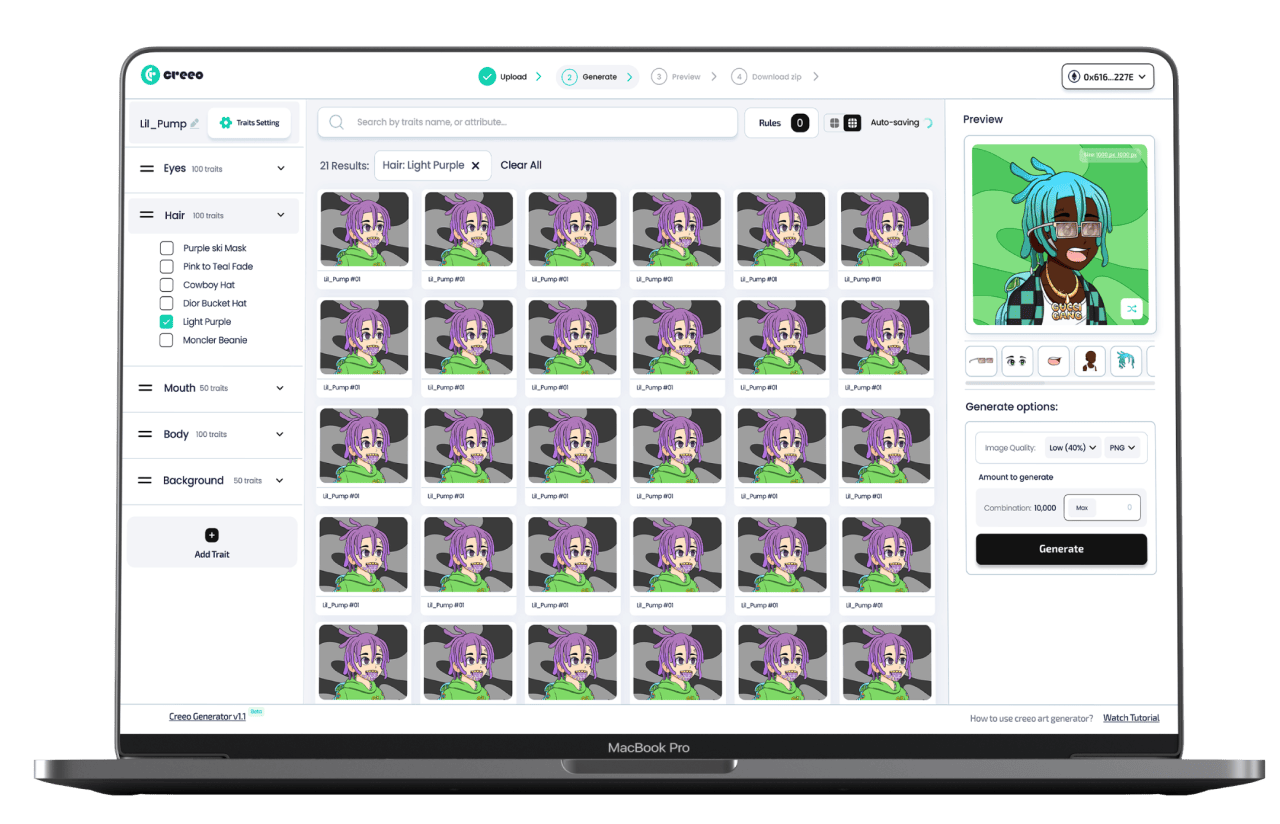 creeo
Upload
2 Generate
3 Preview
4 Download zip
0x616...227E
Lil_Pump
Traits Setting
Eyes 100 traits
Hair 100 traits
Purple ski Mask
Pink to Teal Fade
Cowboy Hat
Dior Bucket Hat
Light Purple
Moncler Beanie
Mouth 50 traits
Body 100 traits
Background 50 traits
Add Trait
Creeo Generator v1.1 Beta
Search by traits name, or attribute...
Rules 0
Auto-saving
21 Results: Hair: Light Purple Clear All
Lil_Pump #01 Lil_Pump #01 Lil_Pump #01 Lil_Pump #01 Lil_Pump #01 Lil_Pump #01
Lil_Pump #01 Lil_Pump #01 Lil_Pump #01 Lil_Pump #01 Lil_Pump #01 Lil_Pump #01
Lil_Pump #01 Lil_Pump #01 Lil_Pump #01 Lil_Pump #01 Lil_Pump #01 Lil_Pump #01
Lil_Pump #01 Lil_Pump #01 Lil_Pump #01 Lil_Pump #01 Lil_Pump #01 Lil_Pump #01
Preview
GUCCI
GANG
Generate options:
Image Quality: Low (40%) PNG
Amount to generate
Combination: 10,000 Max 0
Generate
How to use creeo art generator? Watch Tutorial
MacBook Pro